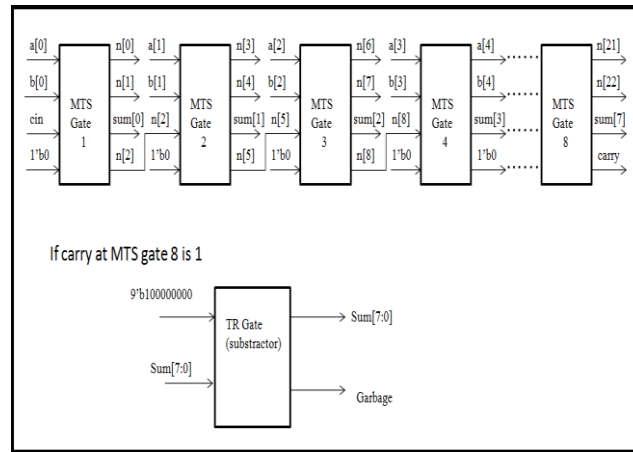 a[0] n[0] a[1] n[3] a[2] n[6] a[3] a[4] n[21]
b[0] n[1] b[1] n[4] b[2] n[7] b[3] b[4] n[22]
MTS Gate 1
MTS Gate 2
MTS Gate 3
MTS Gate 4
MTS Gate 8
cin sum[0] n[2] sum[1] n[5] sum[2] n[8] sum[3] sum[7]
1'b0 n[2] 1'b0 n[5] 1'b0 n[8] 1'b0 1'b0 carry
If carry at MTS gate 8 is 1
9'b100000000
TR Gate
(substractor)
Sum[7:0]
Sum[7:0]
Garbage